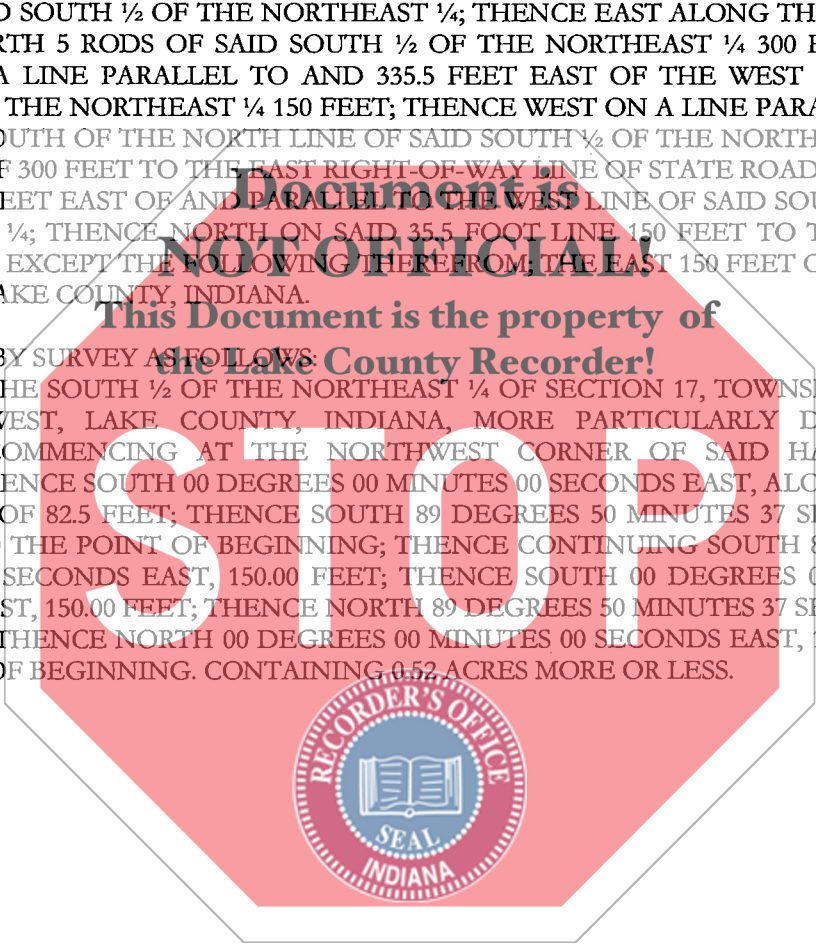 D SOUTH ½ OF THE NORTHEAST ¼; THENCE EAST ALONG TH
RTH 5 RODS OF SAID SOUTH ½ OF THE NORTHEAST ¼ 300 F
A LINE PARALLEL TO AND 335.5 FEET EAST OF THE WEST
THE NORTHEAST ¼ 150 FEET; THENCE WEST ON A LINE PARA
OUTH OF THE NORTH LINE OF SAID SOUTH ½ OF THE NORTH
F 300 FEET TO THE EAST RIGHT-OF-WAY LINE OF STATE ROAD
Document is
EET EAST OF AND PARALLEL TO THE WEST LINE OF SAID SOU
¼; THENCE NORTH ON SAID 35.5 FOOT LINE 150 FEET TO T
NOT OFFICIAL!
EXCEPT THE FOLLOWING THEREFROM; THE EAST 150 FEET O
AKE COUNTY, INDIANA.
This Document is the property of
the Lake County Recorder!
BY SURVEY AS FOLLOWS:
HE SOUTH ½ OF THE NORTHEAST ¼ OF SECTION 17, TOWNS
VEST, LAKE COUNTY, INDIANA, MORE PARTICULARLY D
OMMENCING AT THE NORTHWEST CORNER OF SAID HA
ENCE SOUTH 00 DEGREES 00 MINUTES 00 SECONDS EAST, ALO
OF 82.5 FEET; THENCE SOUTH 89 DEGREES 50 MINUTES 37 SE
THE POINT OF BEGINNING; THENCE CONTINUING SOUTH 8
STOP
SECONDS EAST, 150.00 FEET; THENCE SOUTH 00 DEGREES 0
ST, 150.00 FEET; THENCE NORTH 89 DEGREES 50 MINUTES 37 SE
THENCE NORTH 00 DEGREES 00 MINUTES 00 SECONDS EAST, 1
OF BEGINNING. CONTAINING 0.52 ACRES MORE OR LESS.
RECORDER'S OFFICE
SEAL
INDIANA